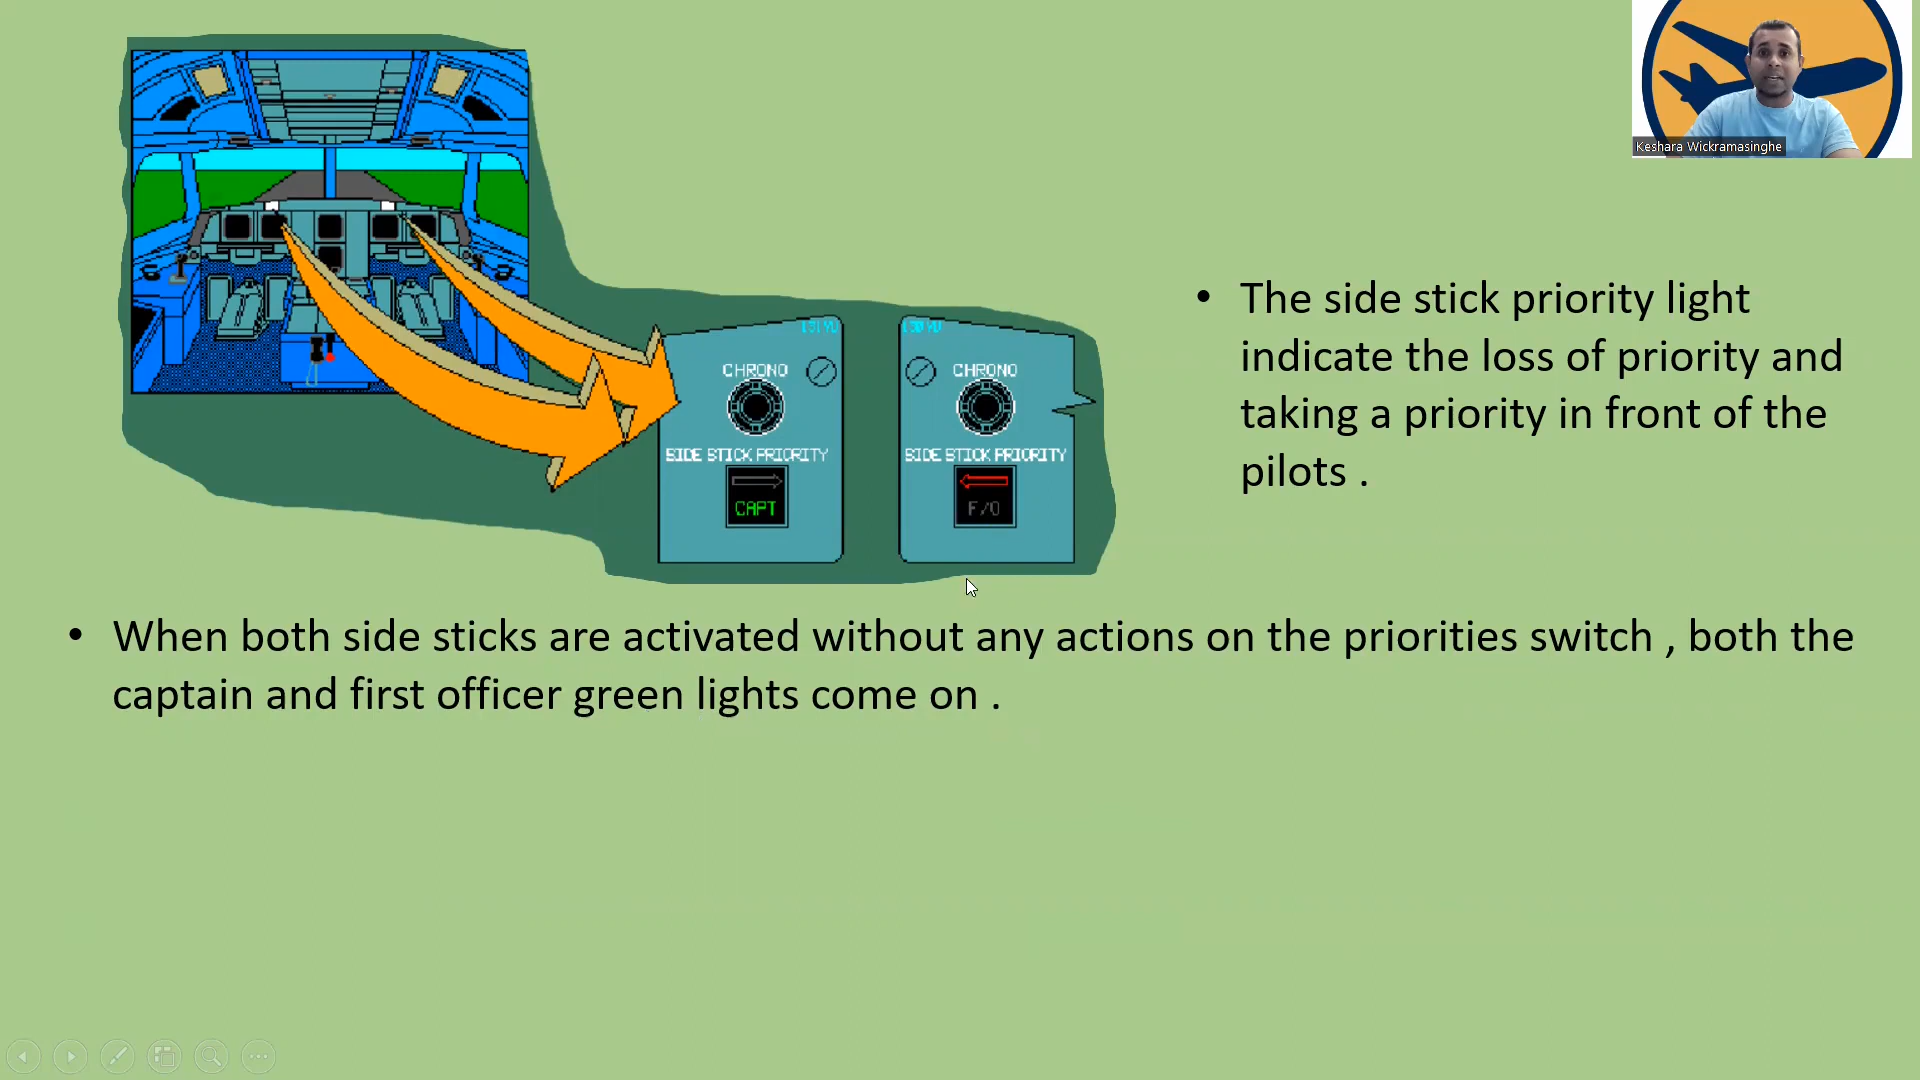 Keshara Wickramasinghe
131VU
130VU
CHRONO
CHRONO
SIDE STICK PRIORITY
SIDE STICK PRIORITY
CAPT
F/O
• The side stick priority light
indicate the loss of priority and
taking a priority in front of the
pilots .
• When both side sticks are activated without any actions on the priorities switch , both the
captain and first officer green lights come on .